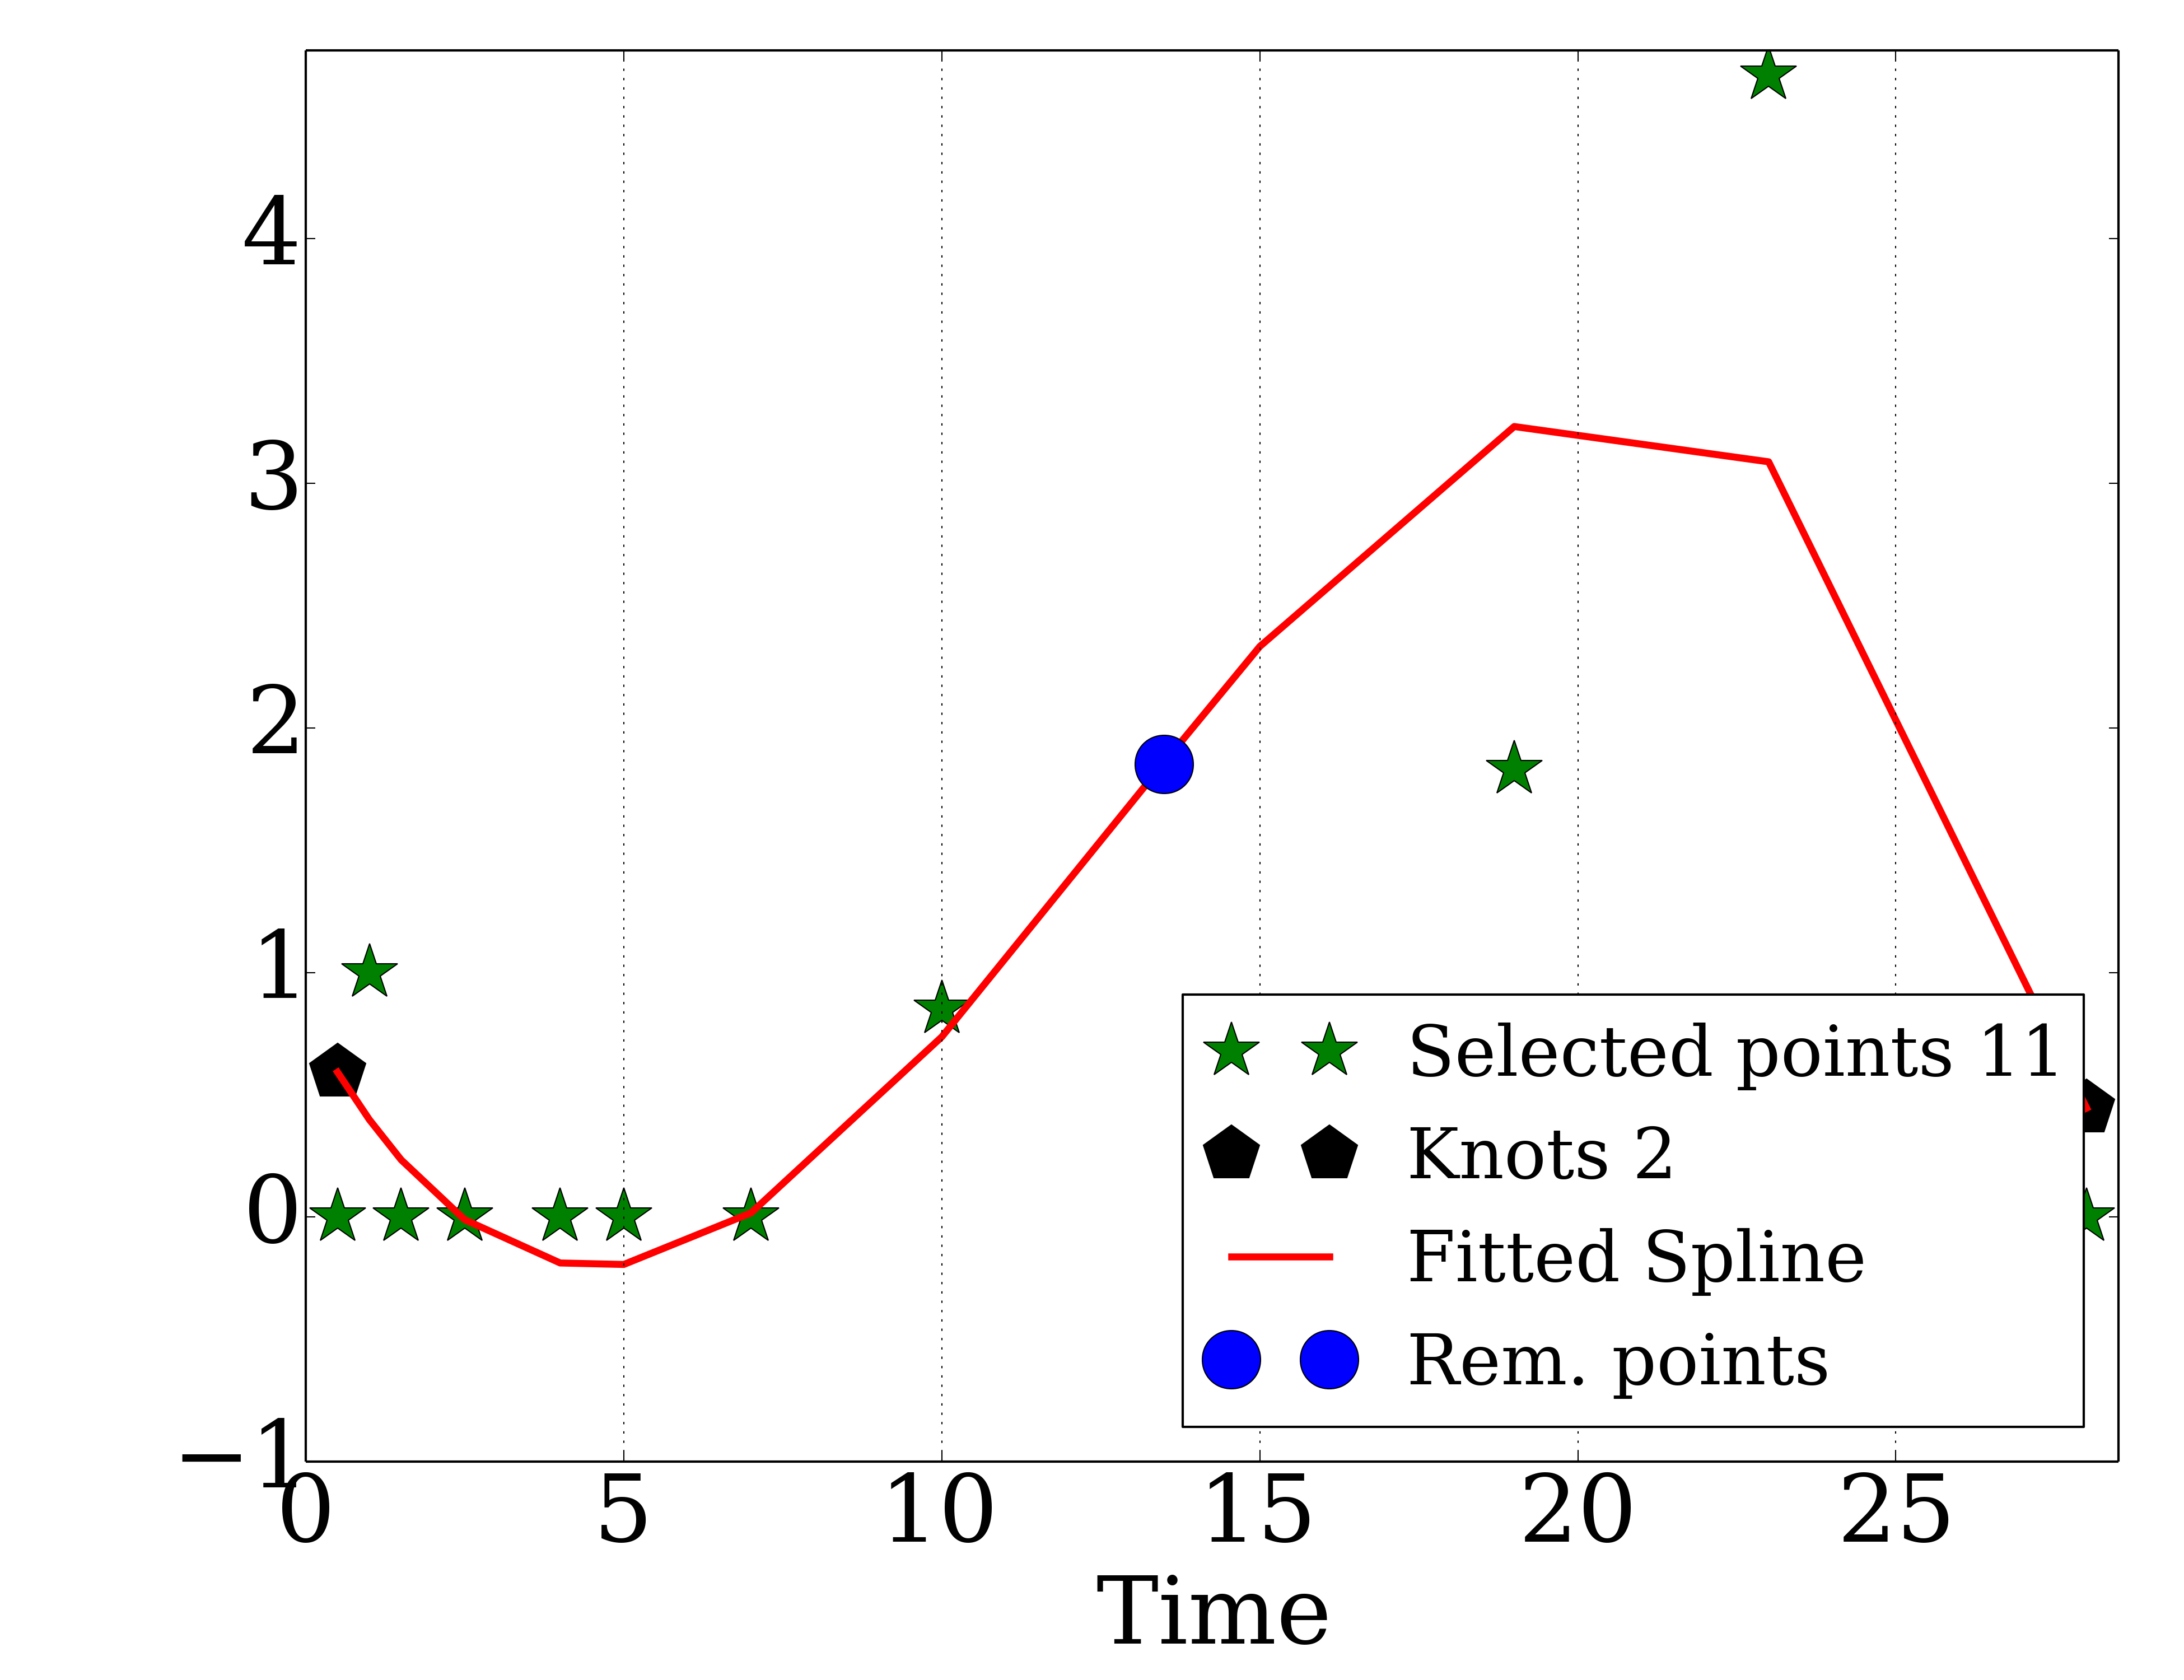 4
3
2
1
0
−1
0 5 10 15 20 25
Time
Selected points 11
Knots 2
Fitted Spline
Rem. points